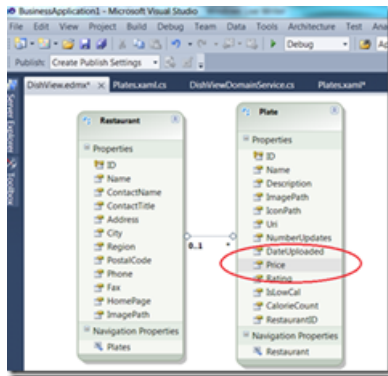 BusinessApplication1 - Microsoft Visual Studio
File Edit View Project Build Debug Team Data Tools Architecture Test Ana
Debug
Publish: Create Publish Settings
DishView.edmx* Plates.xaml.cs DishViewDomainService.cs Plates.xaml*
Server Explorer
Toolbox
Restaurant
Properties
ID
Name
ContactName
ContactTitle
Address
City
Region
PostalCode
Phone
Fax
HomePage
ImagePath
Navigation Properties
Plates
0..1 *
Plate
Properties
ID
Name
Description
ImagePath
IconPath
Uri
NumberUpdates
DateUploaded
Price
Rating
IsLowCal
CalorieCount
RestaurantID
Navigation Properties
Restaurant